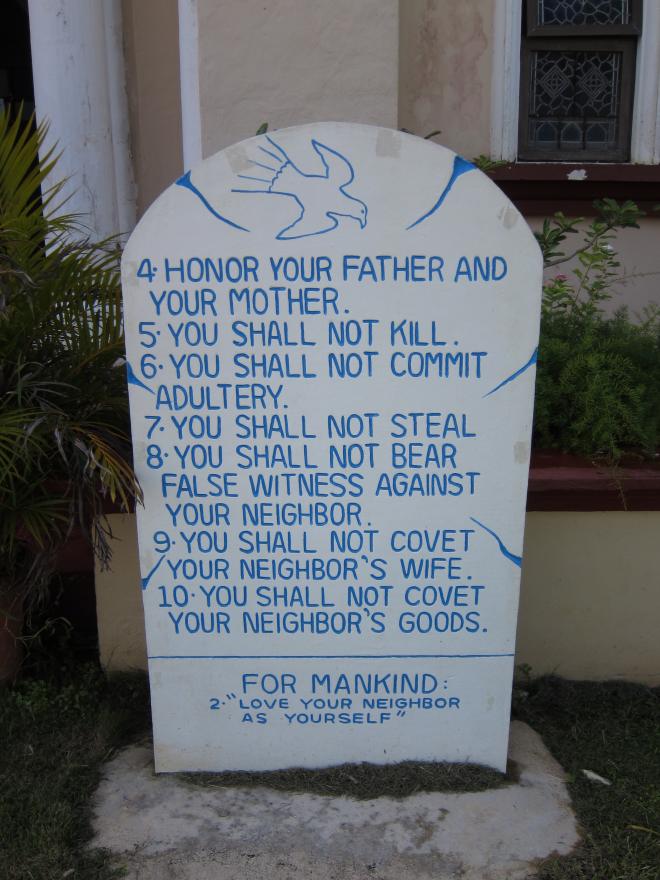 4. HONOR YOUR FATHER AND
YOUR MOTHER.
5. YOU SHALL NOT KILL.
6. YOU SHALL NOT COMMIT
ADULTERY.
7. YOU SHALL NOT STEAL
8. YOU SHALL NOT BEAR
FALSE WITNESS AGAINST
YOUR NEIGHBOR.
9. YOU SHALL NOT COVET
YOUR NEIGHBOR'S WIFE.
10. YOU SHALL NOT COVET
YOUR NEIGHBOR'S GOODS.
FOR MANKIND:
2. "LOVE YOUR NEIGHBOR
AS YOURSELF"